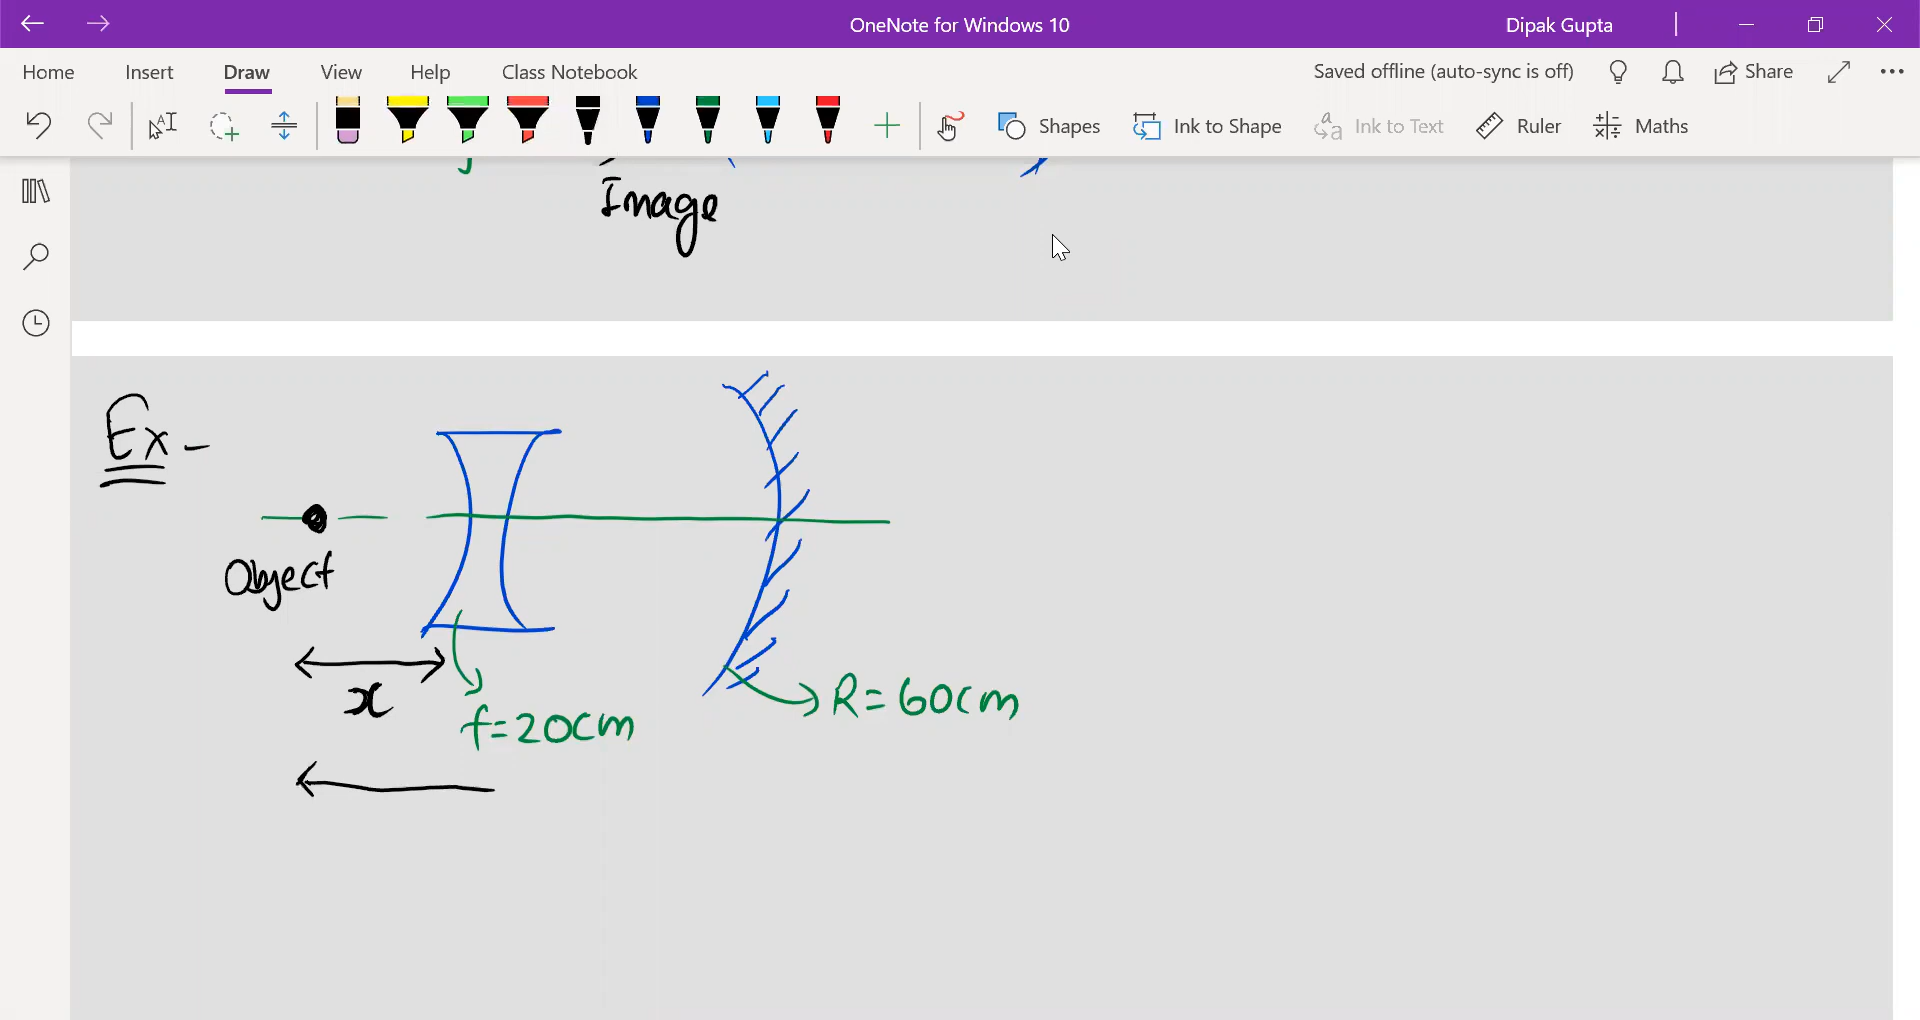 OneNote for Windows 10
Dipak Gupta
Home Insert Draw View Help Class Notebook
Saved offline (auto-sync is off) Share
Shapes Ink to Shape Ink to Text Ruler Maths
Image
Ex -
Object
x
f=20cm
R=60cm